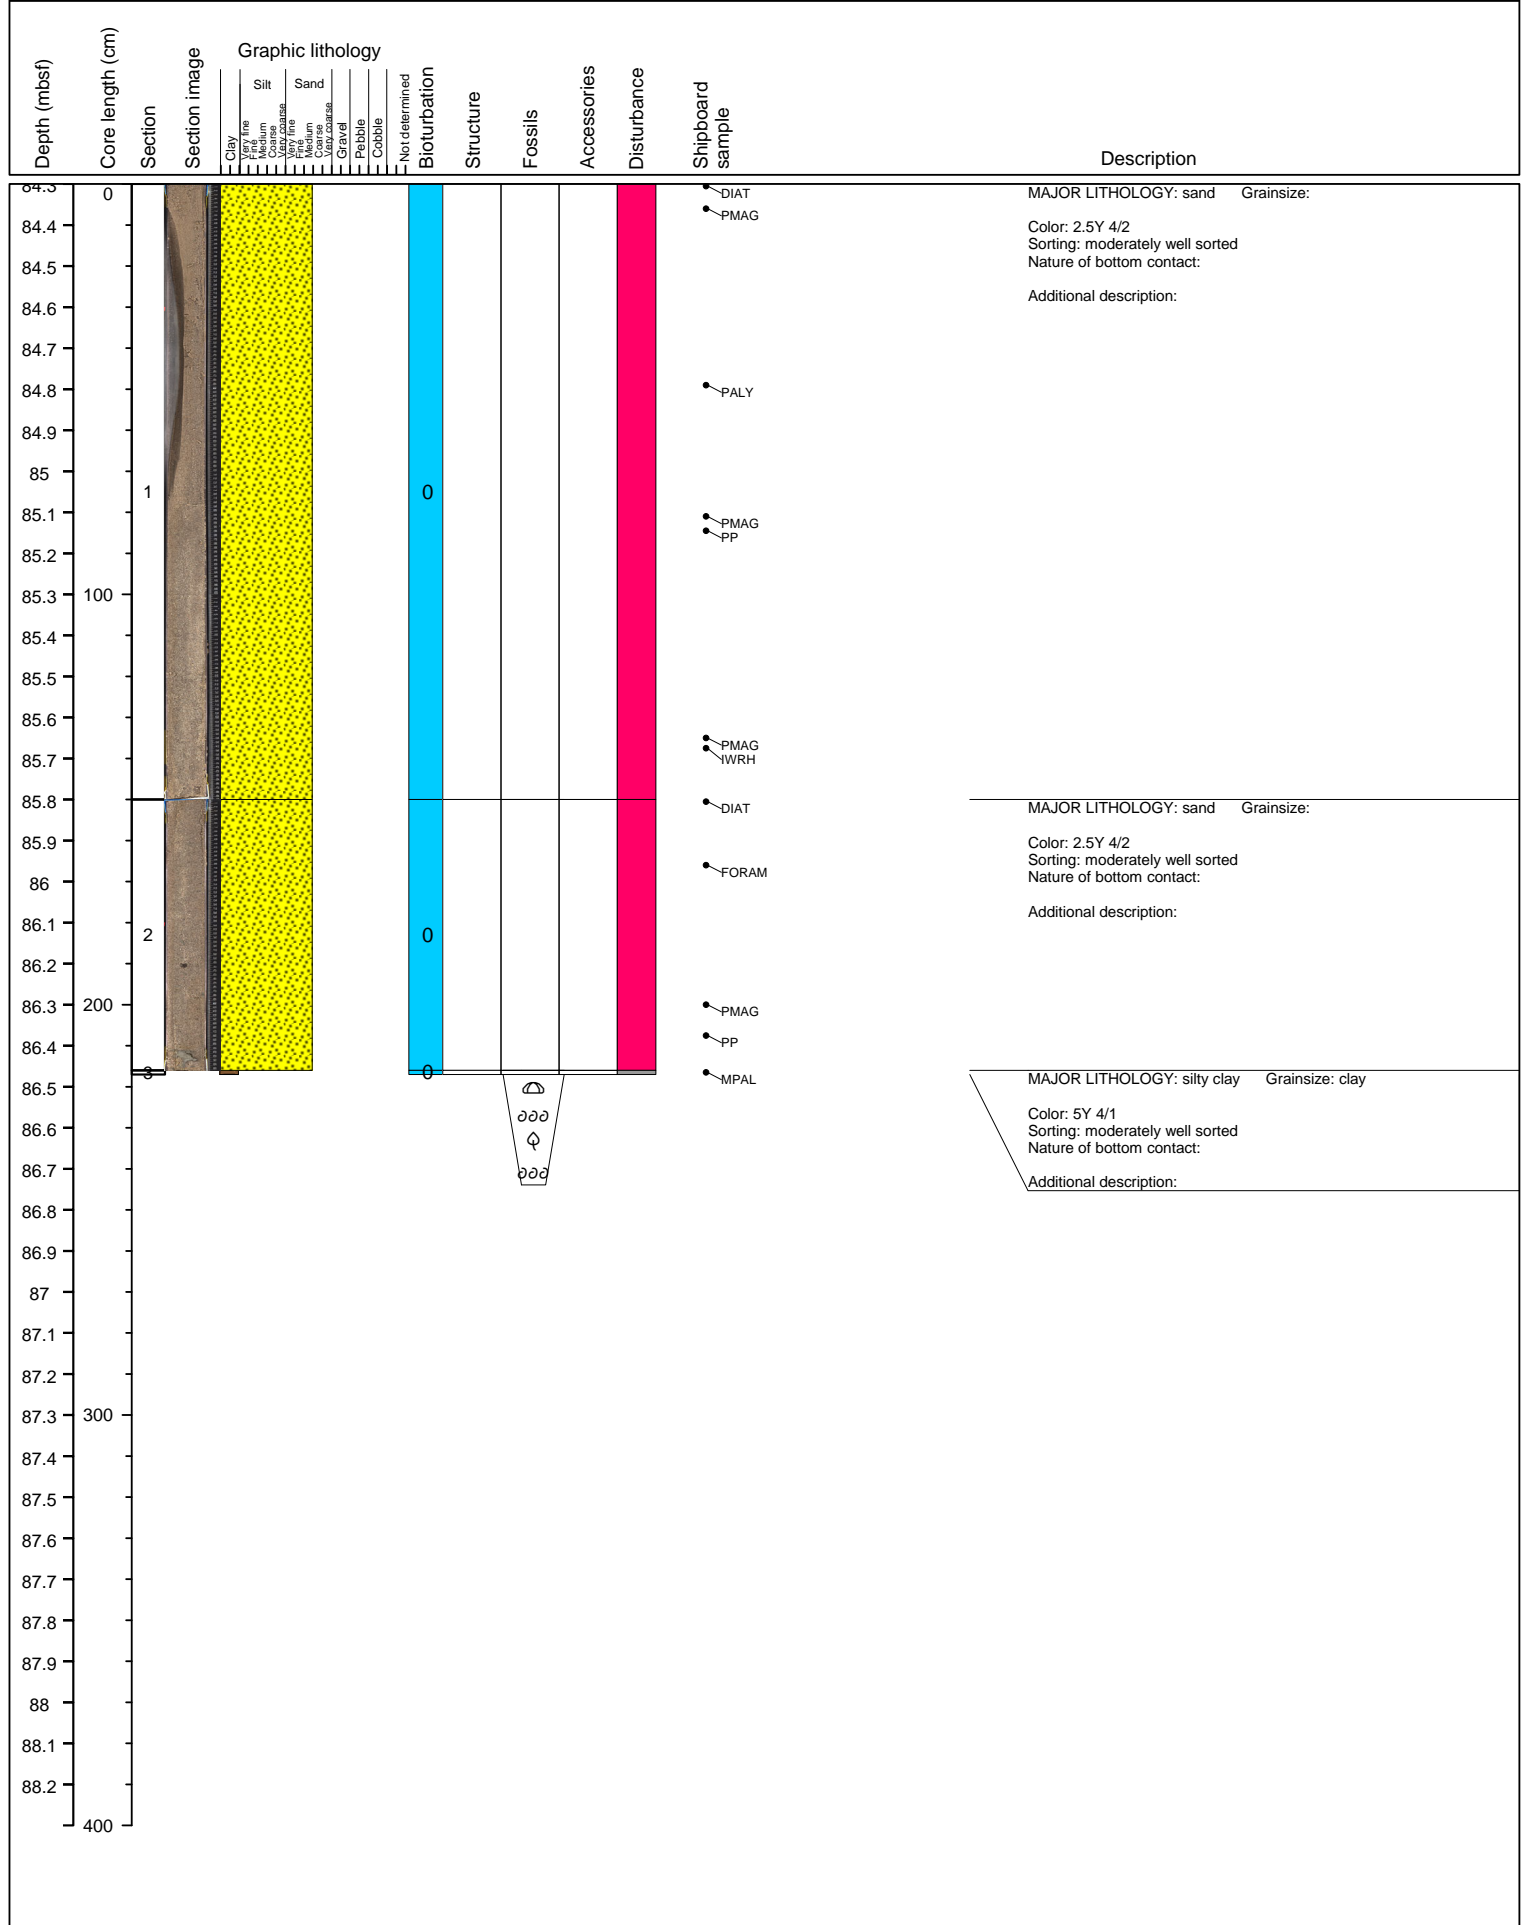 Depth (mbsf)
Core length (cm)
Section
Section image
Graphic lithology
Clay
Silt
Very fine
Fine
Medium
Coarse
Very coarse
Sand
Very fine
Fine
Medium
Coarse
Very coarse
Gravel
Pebble
Cobble
Not determined
Bioturbation
Structure
Fossils
Accessories
Disturbance
Shipboard
sample
Description
84.3
84.4
84.5
84.6
84.7
84.8
84.9
85
85.1
85.2
85.3
85.4
85.5
85.6
85.7
85.8
85.9
86
86.1
86.2
86.3
86.4
86.5
86.6
86.7
86.8
86.9
87
87.1
87.2
87.3
87.4
87.5
87.6
87.7
87.8
87.9
88
88.1
88.2
0
100
200
300
400
1
2
3
0
0
0
DIAT
PMAG
PALY
PMAG
PP
PMAG
IWRH
DIAT
FORAM
PMAG
PP
MPAL
MAJOR LITHOLOGY: sand Grainsize:
Color: 2.5Y 4/2
Sorting: moderately well sorted
Nature of bottom contact:
Additional description:
MAJOR LITHOLOGY: sand Grainsize:
Color: 2.5Y 4/2
Sorting: moderately well sorted
Nature of bottom contact:
Additional description:
MAJOR LITHOLOGY: silty clay Grainsize: clay
Color: 5Y 4/1
Sorting: moderately well sorted
Nature of bottom contact:
Additional description: